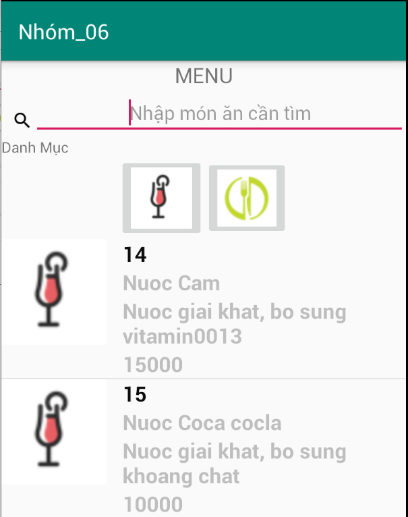 Nhóm_06
MENU
Nhập món ăn cần tìm
Danh Mục
14
Nuoc Cam
Nuoc giai khat, bo sung
vitamin0013
15000
15
Nuoc Coca cocla
Nuoc giai khat, bo sung
khoang chat
10000